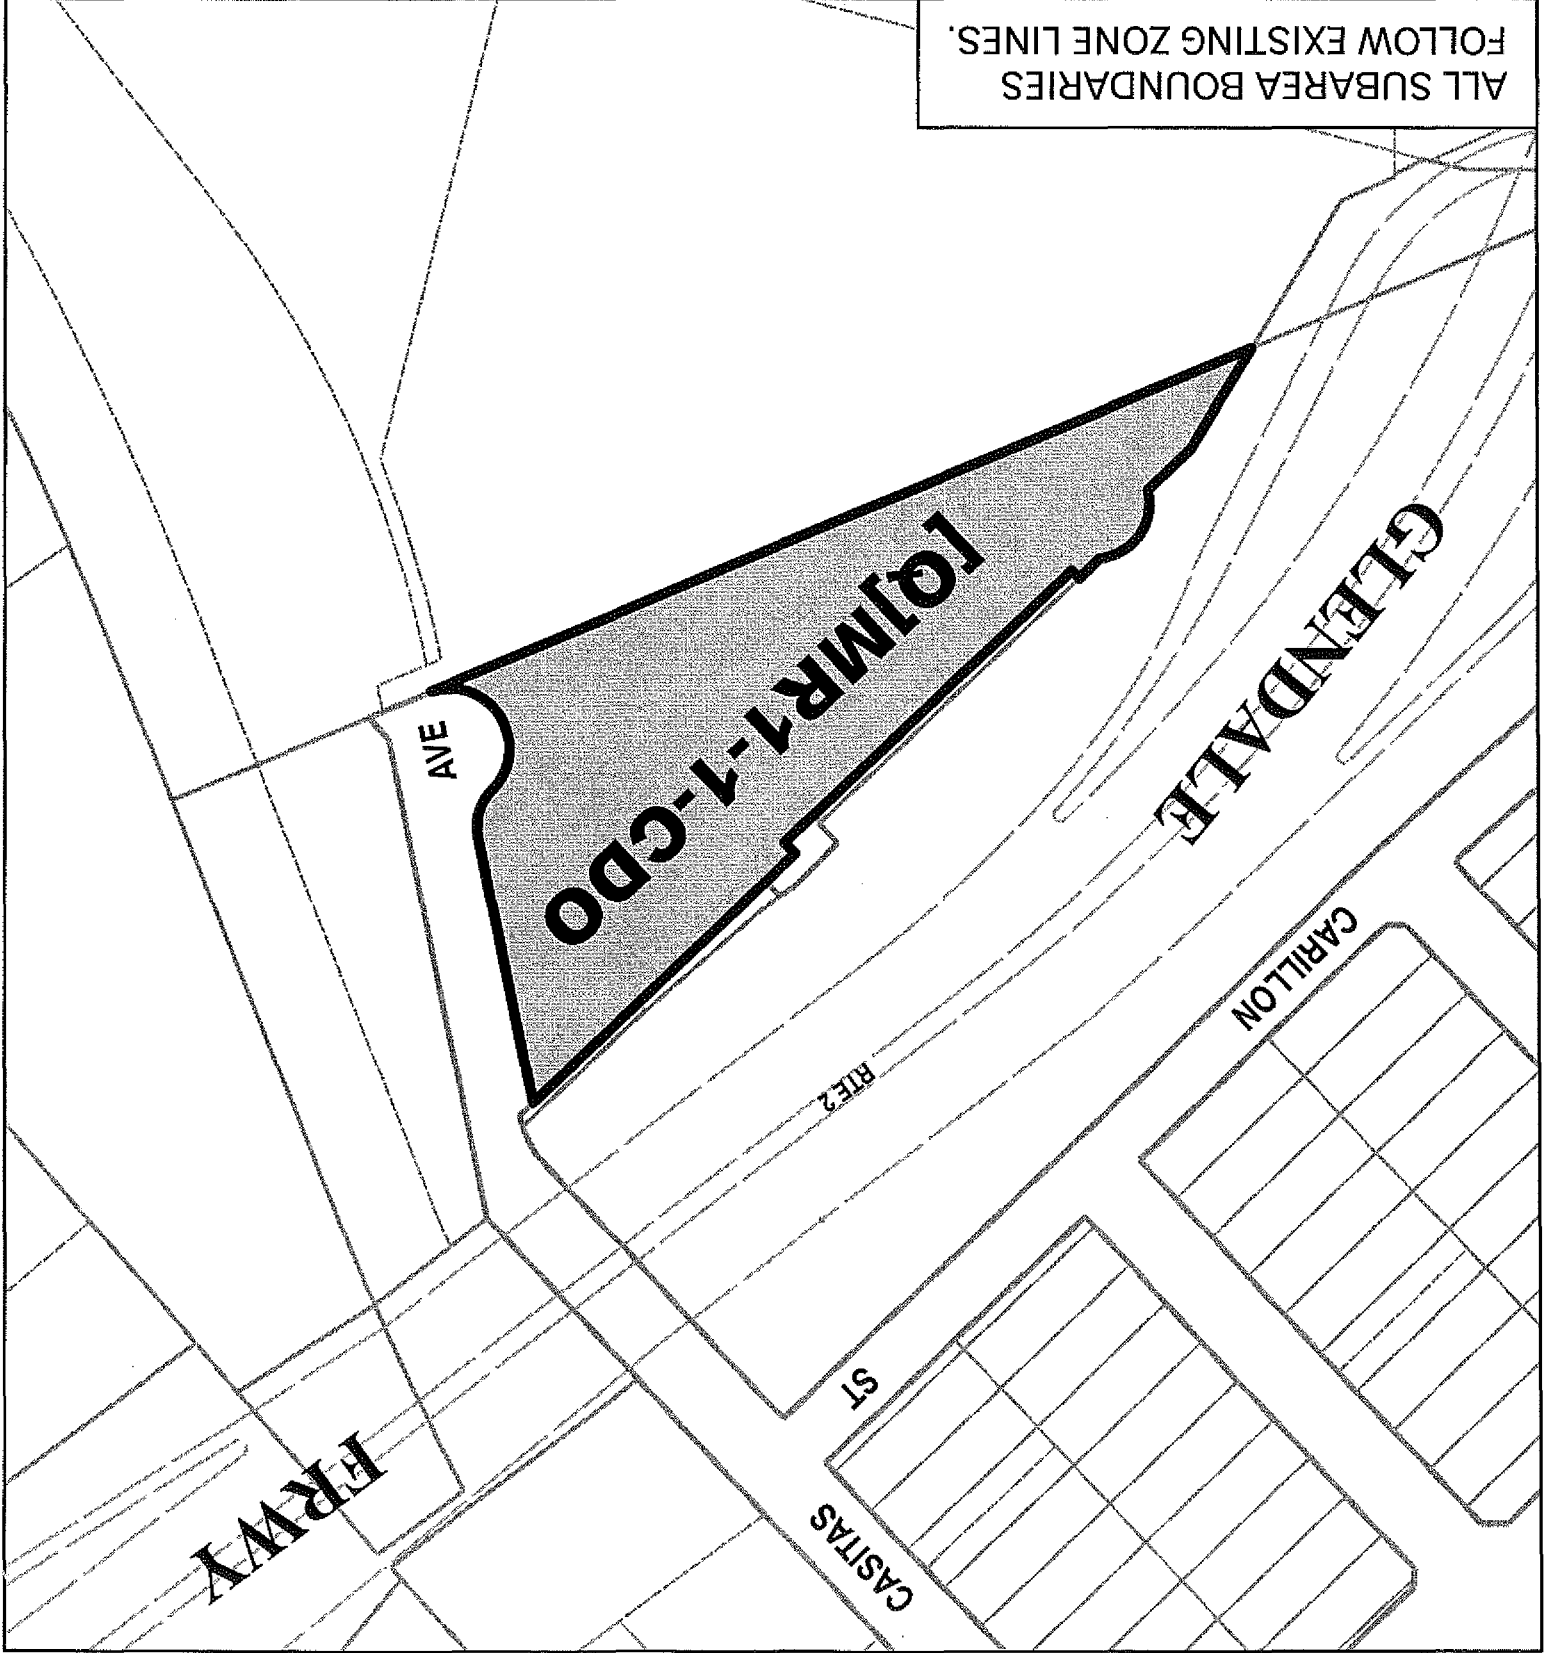 ALL SUBAREA BOUNDARIES
FOLLOW EXISTING ZONE LINES.
FRWY
CASITAS
ST
RTE 2
CARILLON
GLENDALE
[Q]MR1-1-CDO
AVE